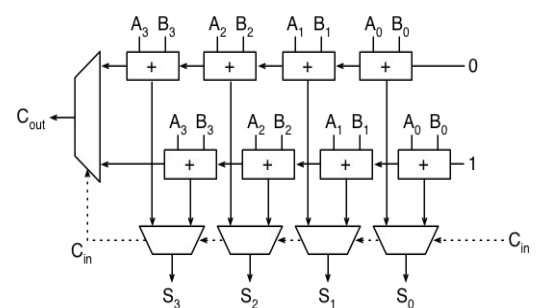 A3 B3 A2 B2 A1 B1 A0 B0
+ + + + 0
Cout
A3 B3 A2 B2 A1 B1 A0 B0
+ + + + 1
Cin Cin
S3 S2 S1 S0